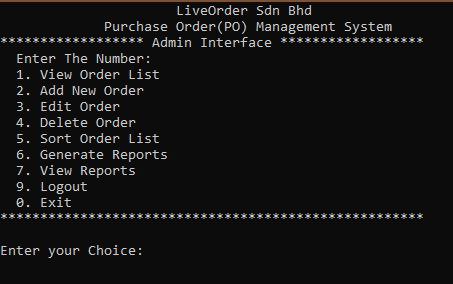 LiveOrder Sdn Bhd
Purchase Order(PO) Management System
****************** Admin Interface ******************
Enter The Number:
1. View Order List
2. Add New Order
3. Edit Order
4. Delete Order
5. Sort Order List
6. Generate Reports
7. View Reports
9. Logout
0. Exit
*****************************************************
Enter your Choice: